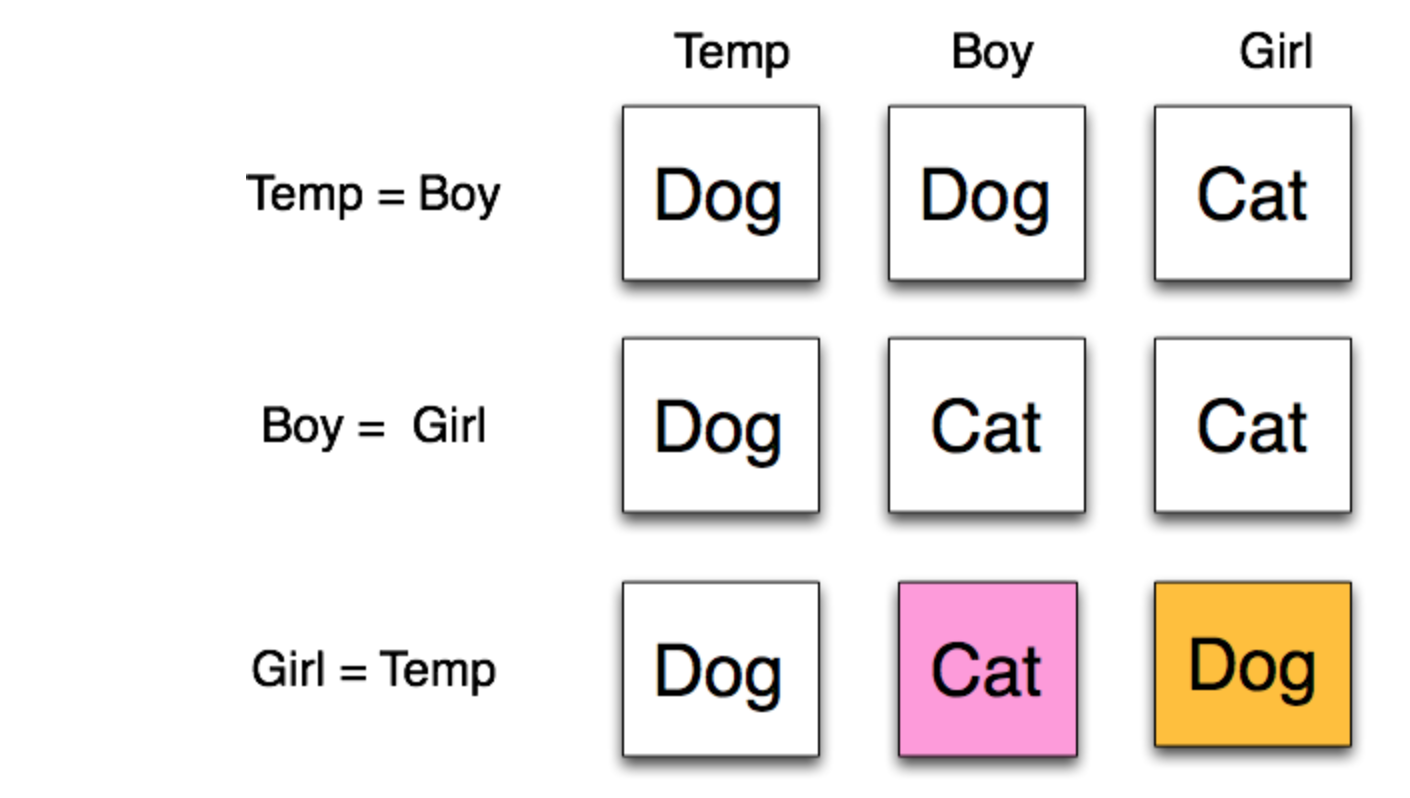 Temp Boy Girl
Temp = Boy Dog Dog Cat
Boy = Girl Dog Cat Cat
Girl = Temp Dog Cat Dog